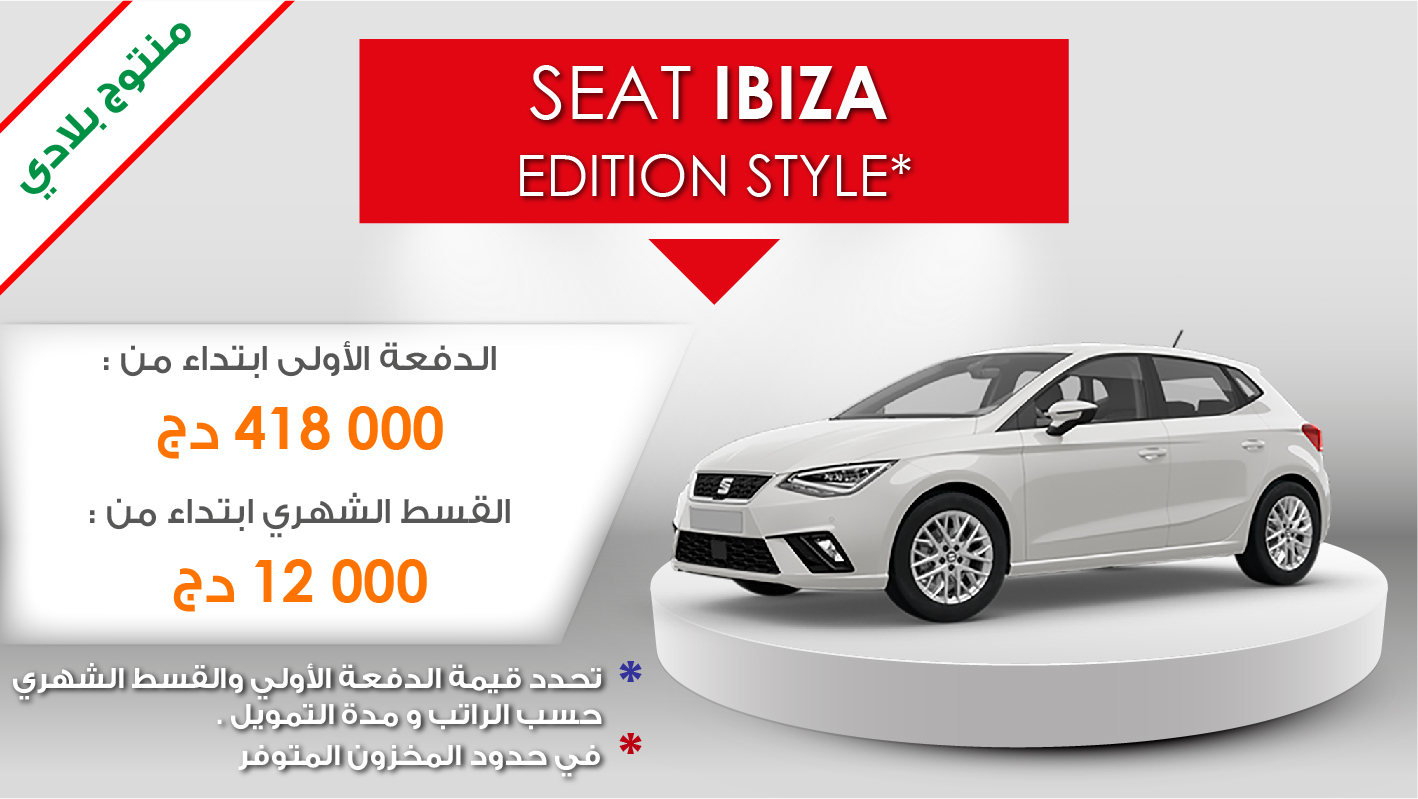 منتوج بلادي
SEAT IBIZA
EDITION STYLE*
الدفعة الأولى ابتداء من :
418 000 دج
القسط الشهري ابتداء من :
12 000 دج
* تحدد قيمة الدفعة الأولي والقسط الشهري
حسب الراتب و مدة التمويل .
* في حدود المخزون المتوفر